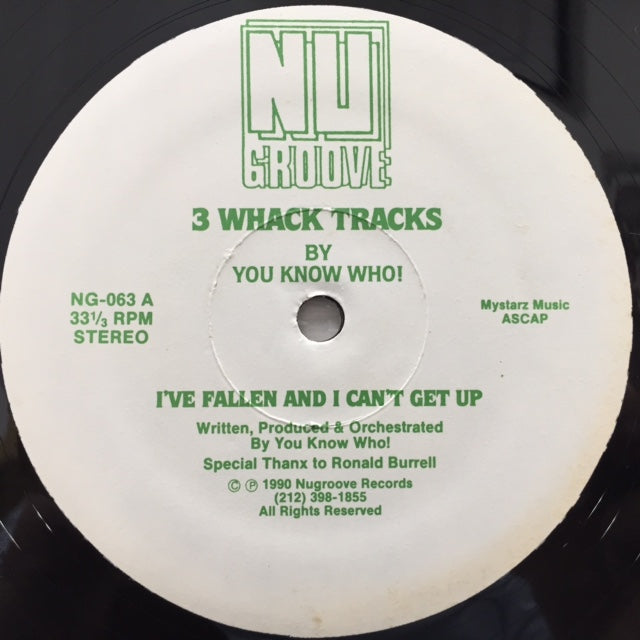 NU
GROOVE
3 WHACK TRACKS
BY
YOU KNOW WHO!
NG-063 A
33⅓ RPM
STEREO
Mystarz Music
ASCAP
I'VE FALLEN AND I CAN'T GET UP
Written, Produced & Orchestrated
By You Know Who!
Special Thanx to Ronald Burrell
© ℗ 1990 Nugroove Records
(212) 398-1855
All Rights Reserved